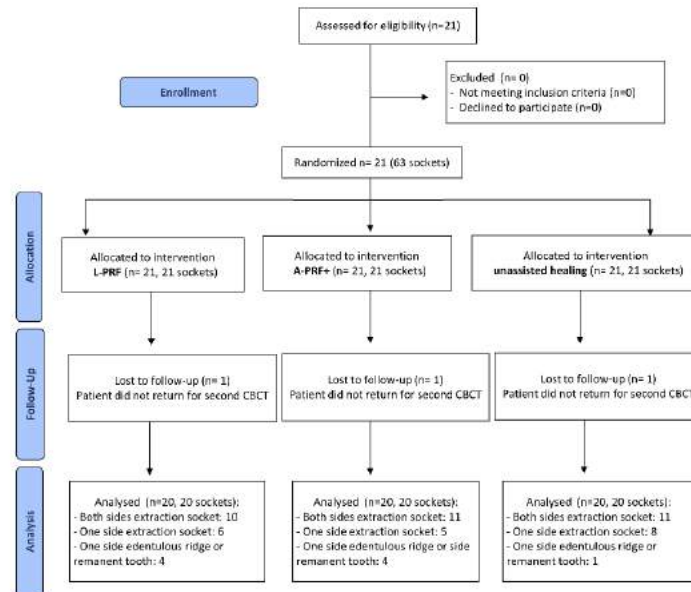 Assessed for eligibility (n=21)
Enrollment
Excluded (n= 0)
- Not meeting inclusion criteria (n=0)
- Declined to participate (n=0)
Randomized n= 21 (63 sockets)
Allocation
Allocated to intervention
L-PRF (n= 21, 21 sockets)
Allocated to intervention
A-PRF+ (n= 21, 21 sockets)
Allocated to intervention
unassisted healing (n= 21, 21 sockets)
Follow-Up
Lost to follow-up (n= 1)
Patient did not return for second CBCT
Lost to follow-up (n= 1)
Patient did not return for second CBCT
Lost to follow-up (n= 1)
Patient did not return for second CBCT
Analysis
Analysed (n=20, 20 sockets):
- Both sides extraction socket: 10
- One side extraction socket: 6
- One side edentulous ridge or
remanent tooth: 4
Analysed (n=20, 20 sockets):
- Both sides extraction socket: 11
- One side extraction socket: 5
- One side edentulous ridge or side
remanent tooth: 4
Analysed (n=20, 20 sockets):
- Both sides extraction socket: 11
- One side extraction socket: 8
- One side edentulous ridge or
remanent tooth: 1